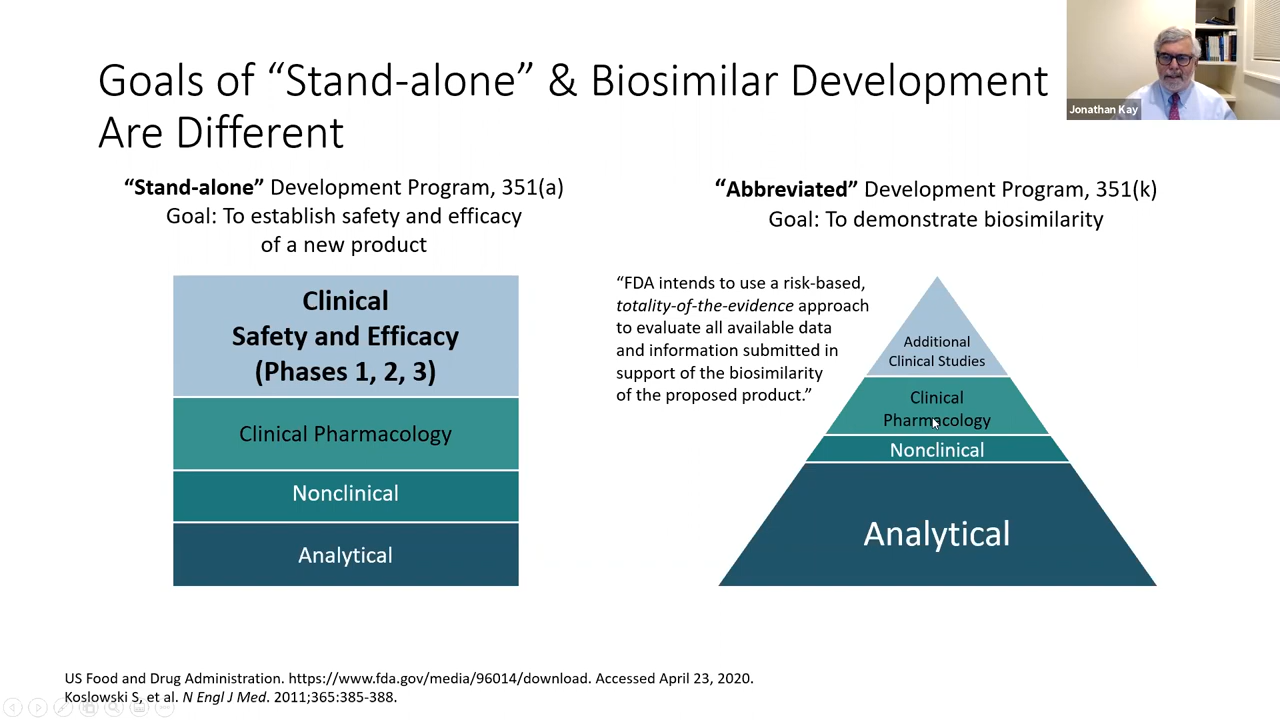 Goals of “Stand-alone” & Biosimilar Development
Are Different
Jonathan Kay
“Stand-alone” Development Program, 351(a)
Goal: To establish safety and efficacy
of a new product
Clinical
Safety and Efficacy
(Phases 1, 2, 3)
Clinical Pharmacology
Nonclinical
Analytical
“Abbreviated” Development Program, 351(k)
Goal: To demonstrate biosimilarity
“FDA intends to use a risk-based,
totality-of-the-evidence approach
to evaluate all available data
and information submitted in
support of the biosimilarity
of the proposed product.”
Additional
Clinical Studies
Clinical
Pharmacology
Nonclinical
Analytical
US Food and Drug Administration. https://www.fda.gov/media/96014/download. Accessed April 23, 2020.
Koslowski S, et al. N Engl J Med. 2011;365:385-388.